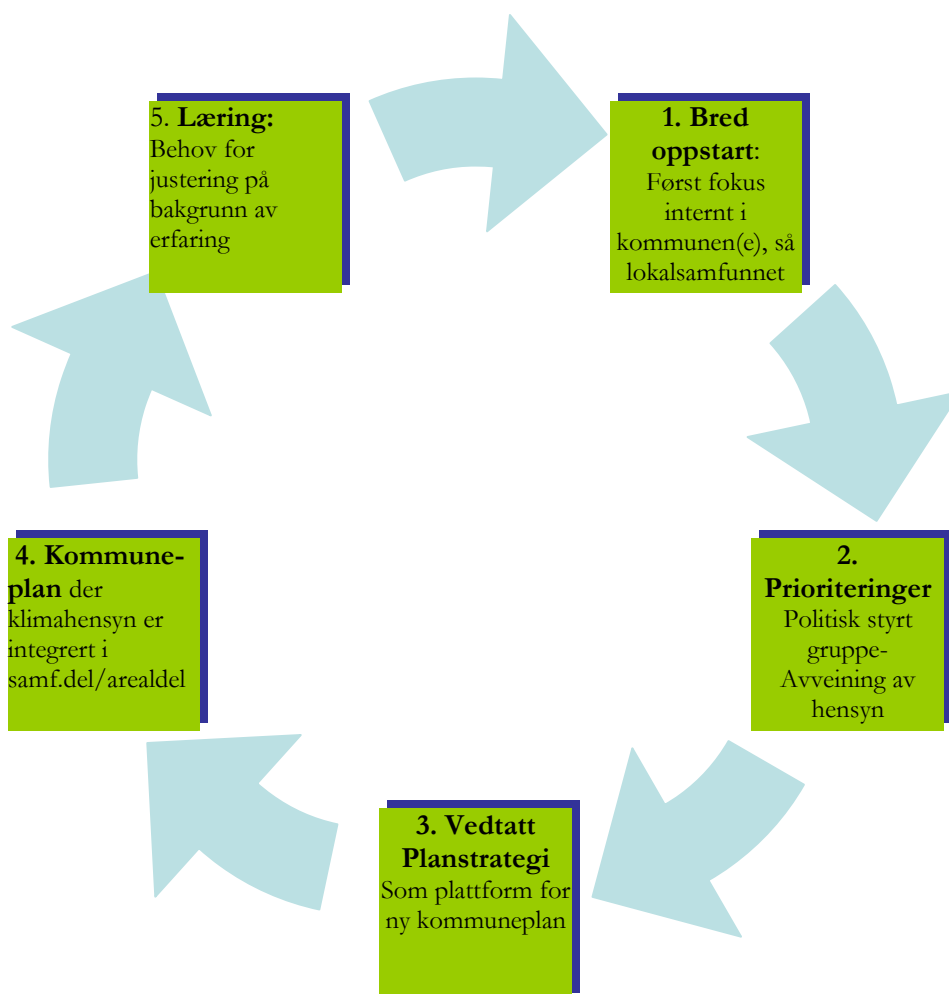 1. Bred
oppstart:
Først fokus
internt i
kommunen(e), så
lokalsamfunnet
2.
Prioriteringer
Politisk styrt
gruppe-
Avveining av
hensyn
3. Vedtatt
Planstrategi
Som plattform for
ny kommuneplan
4. Kommune-
plan der
klimahensyn er
integrert i
samf.del/arealdel
5. Læring:
Behov for
justering på
bakgrunn av
erfaring